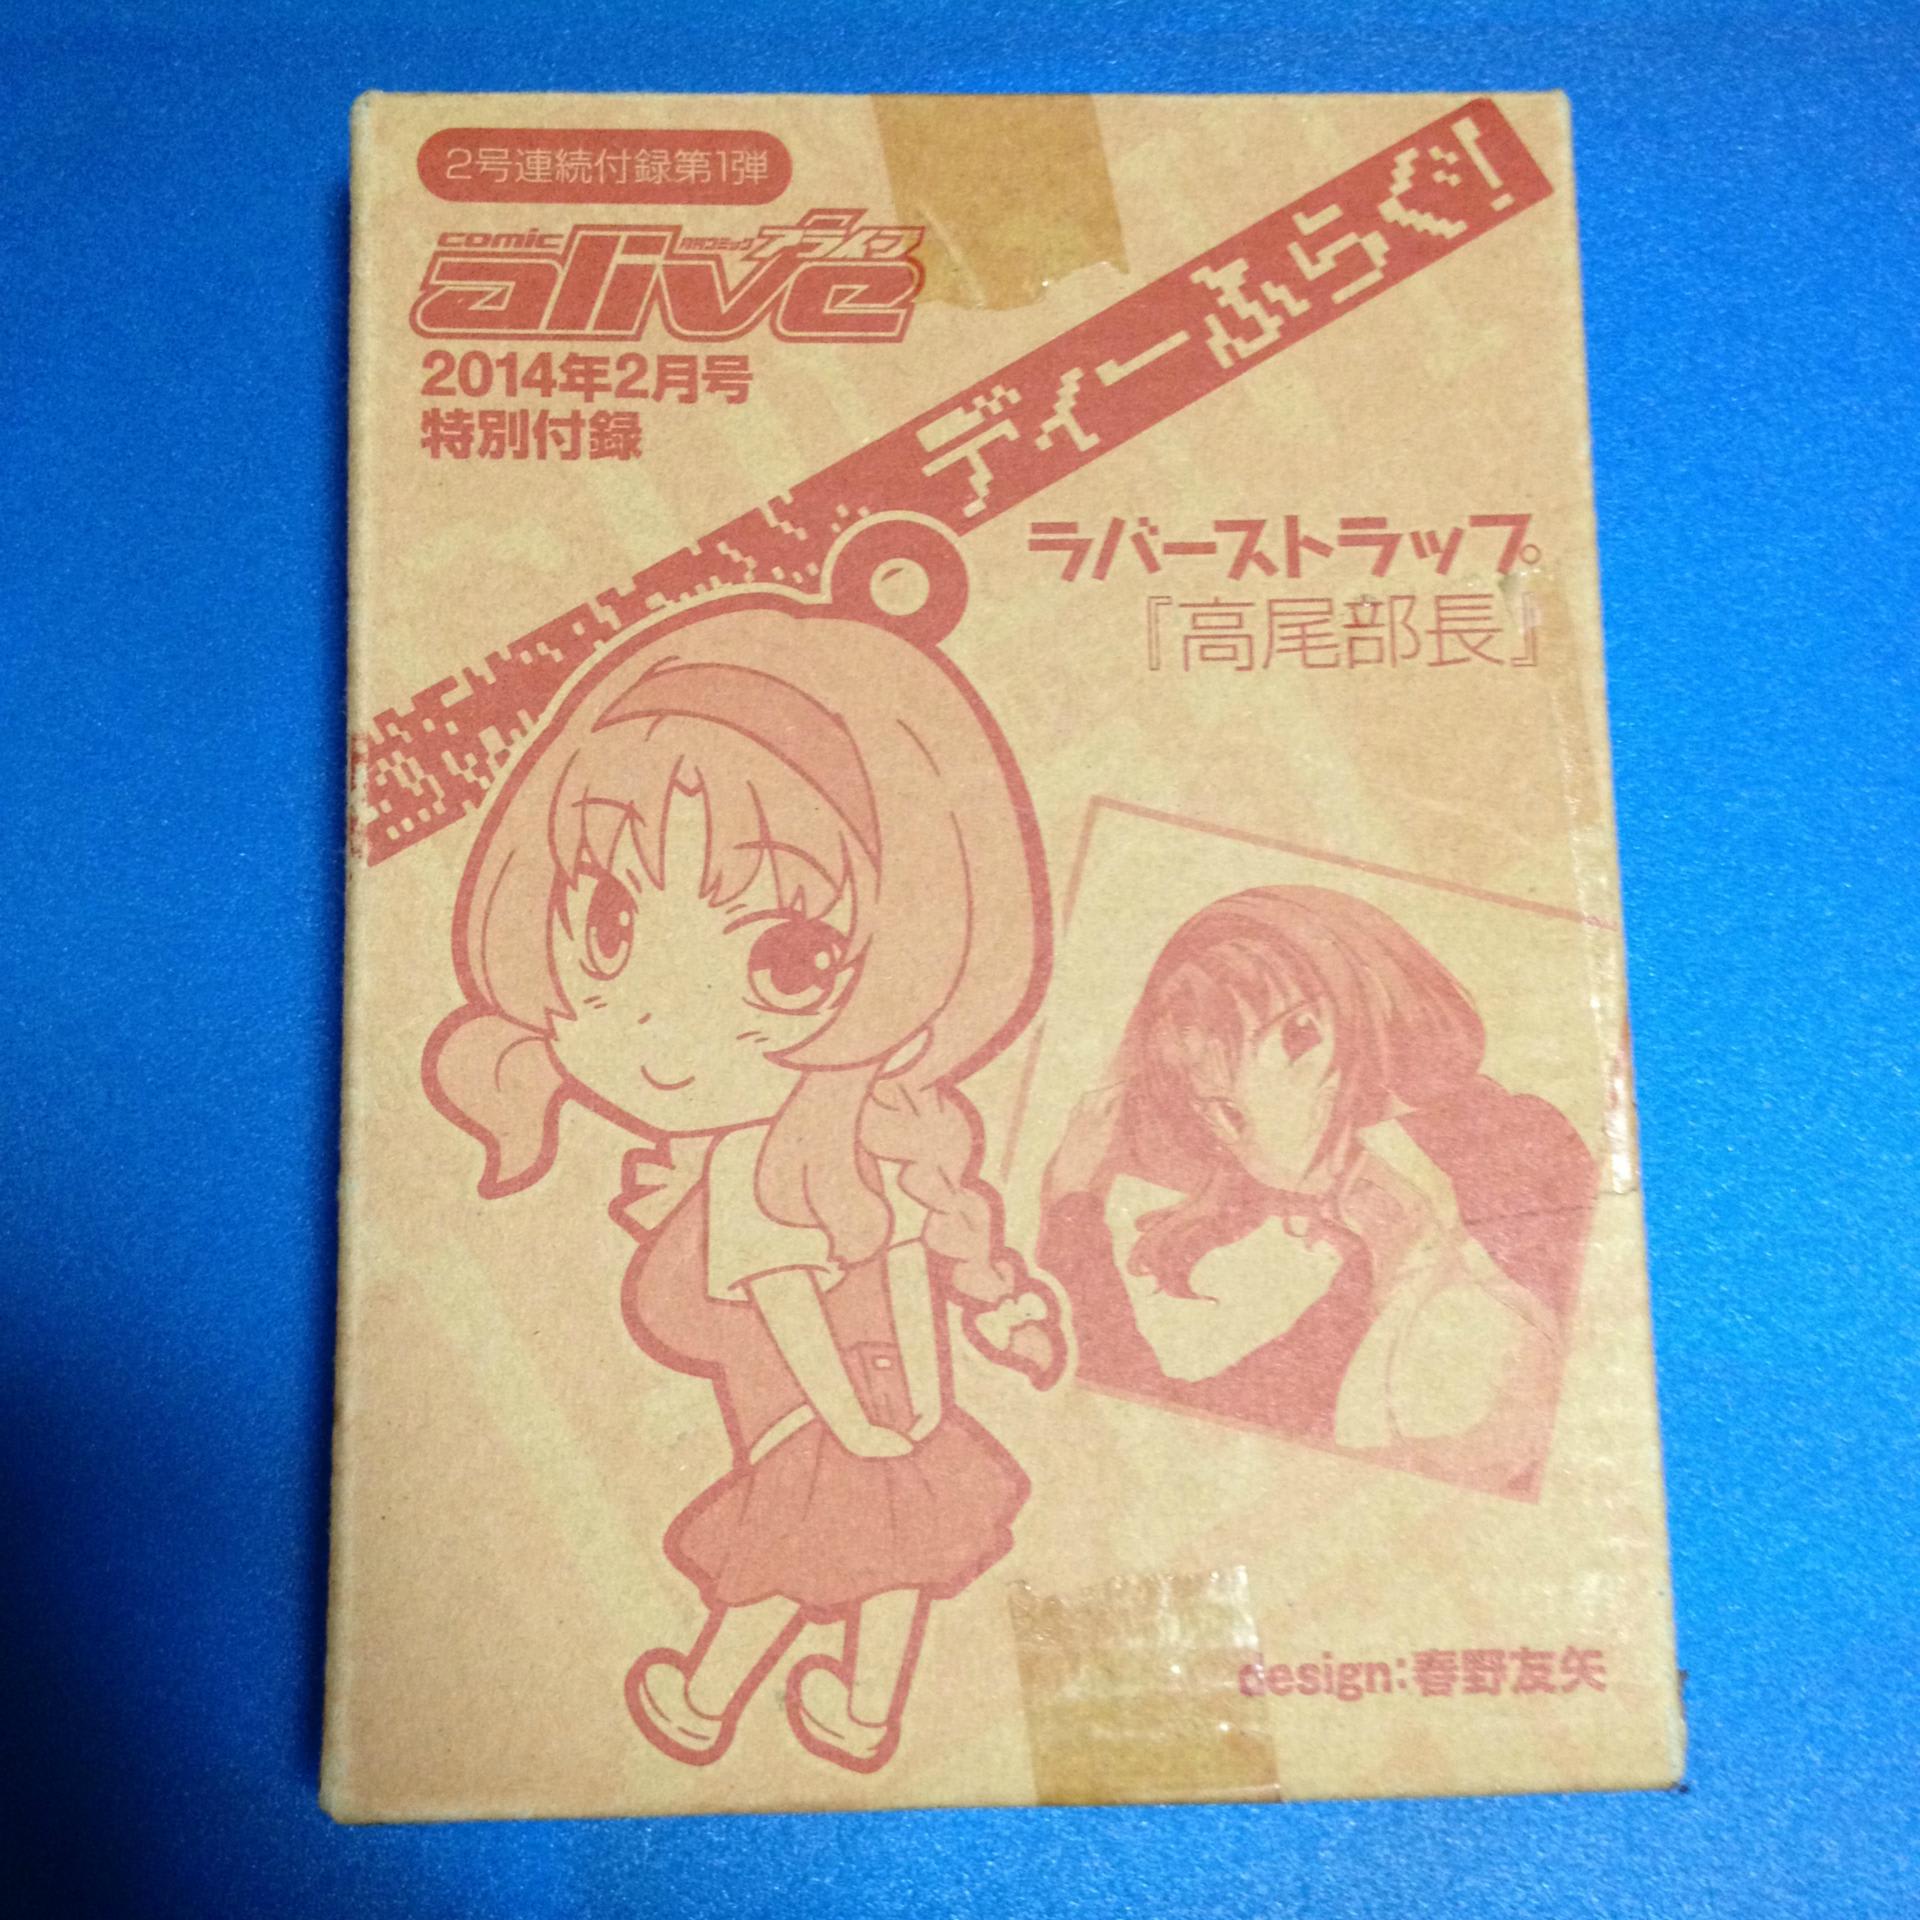 2号連続付録第1弾
comic 月刊コミック アライブ
alive
2014年2月号
特別付録
ディーふらぐ!
ラバーストラップ
『高尾部長』
design:春野友矢